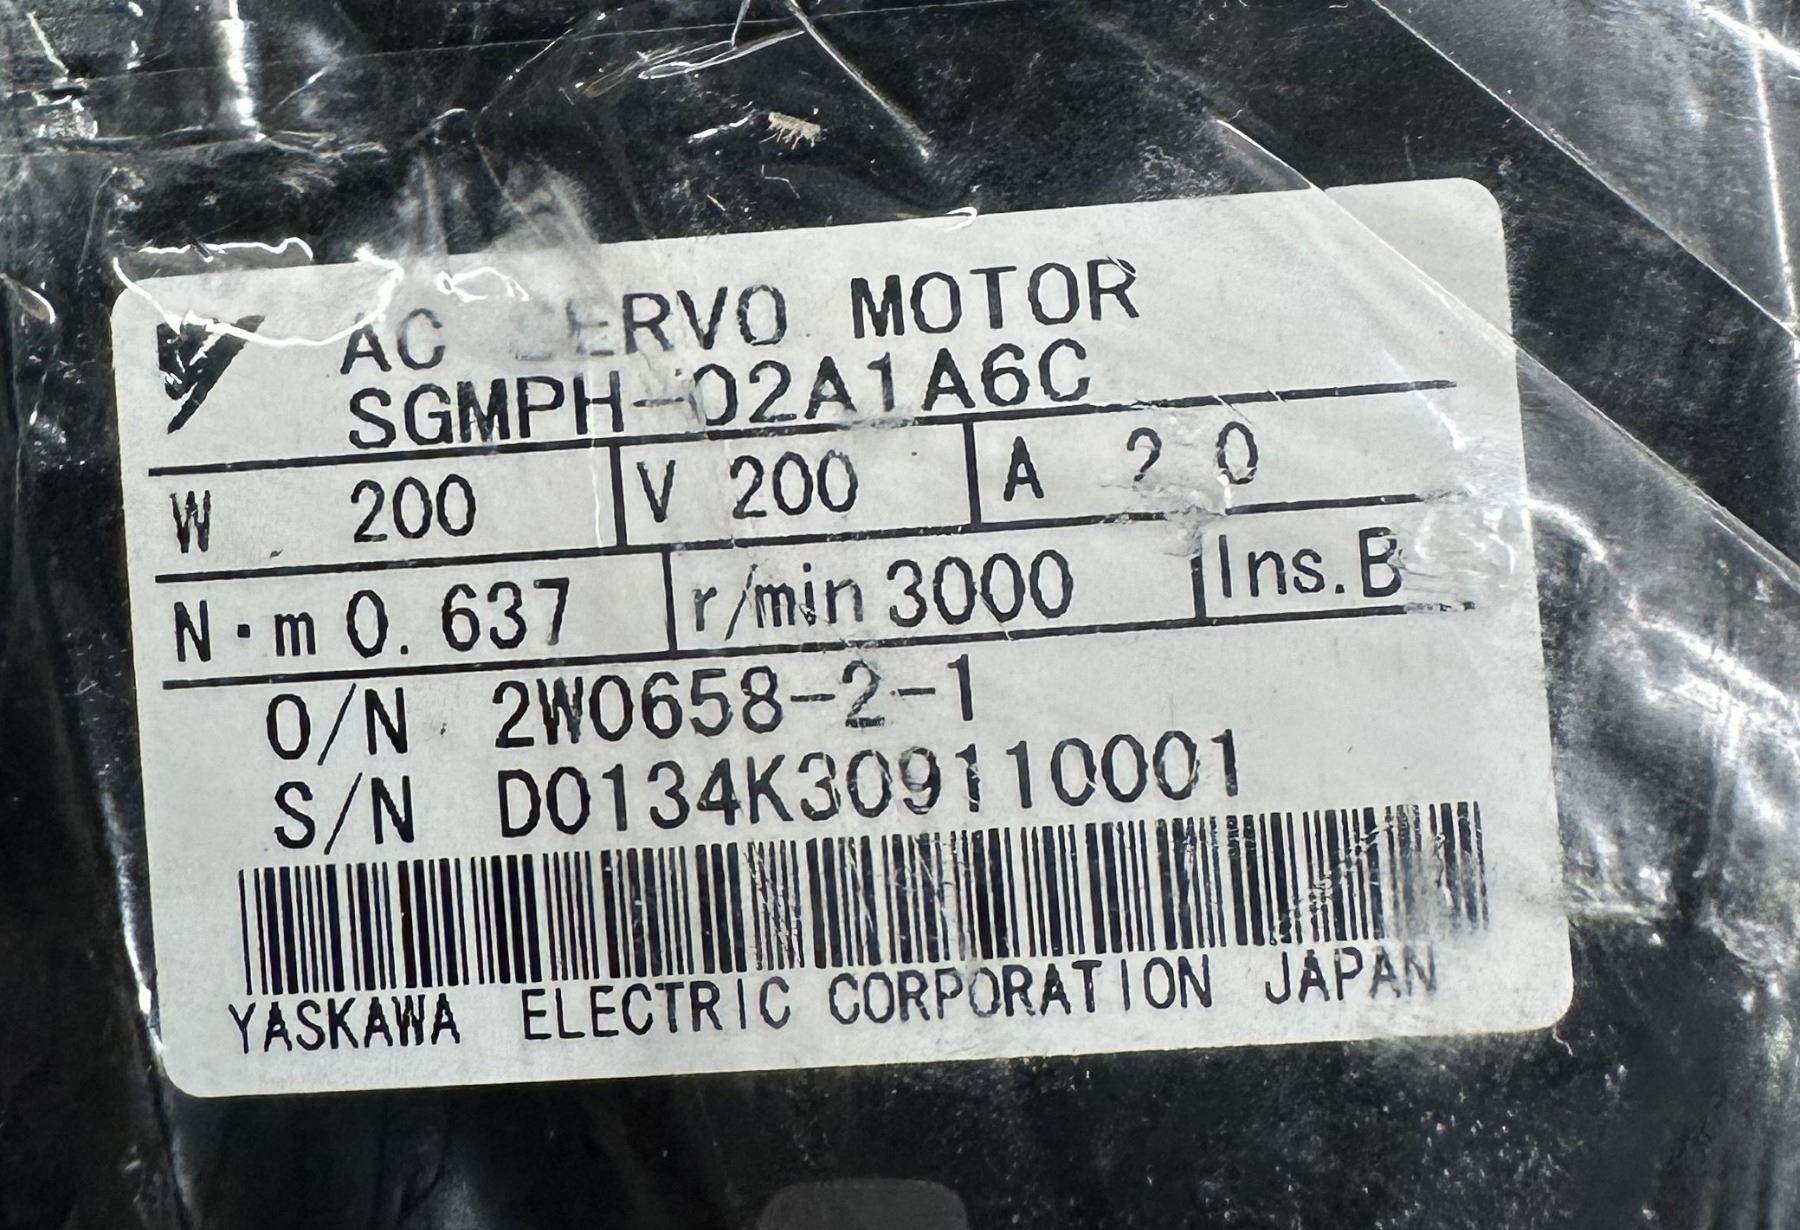 AC SERVO MOTOR
SGMPH-02A1A6C
W 200 V 200 A 2.0
N·m 0.637 r/min 3000 Ins.B
O/N 2W0658-2-1
S/N D0134K309110001
YASKAWA ELECTRIC CORPORATION JAPAN